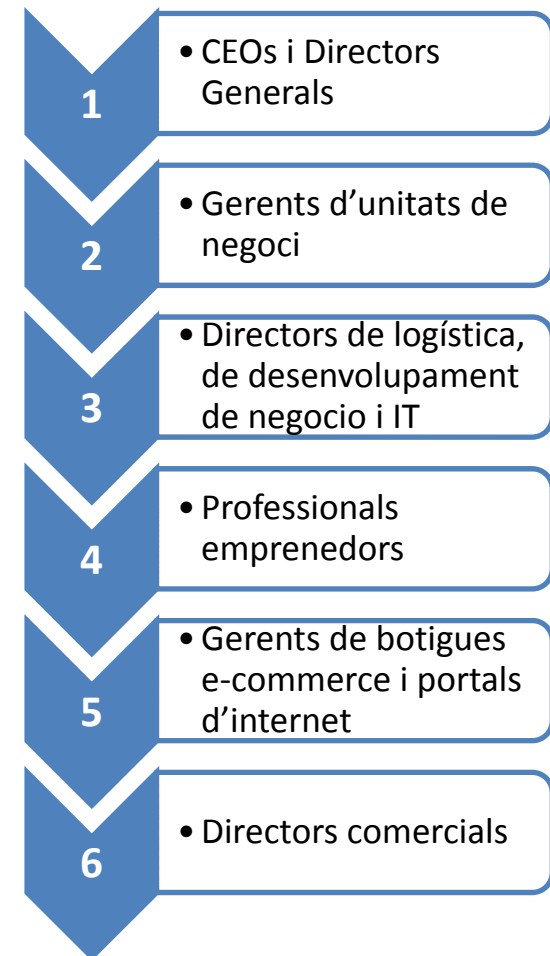 1
• CEOs i Directors
Generals
2
• Gerents d’unitats de
negoci
3
• Directors de logística,
de desenvolupament
de negocio i IT
4
• Professionals
emprenedors
5
• Gerents de botigues
e-commerce i portals
d’internet
6
• Directors comercials